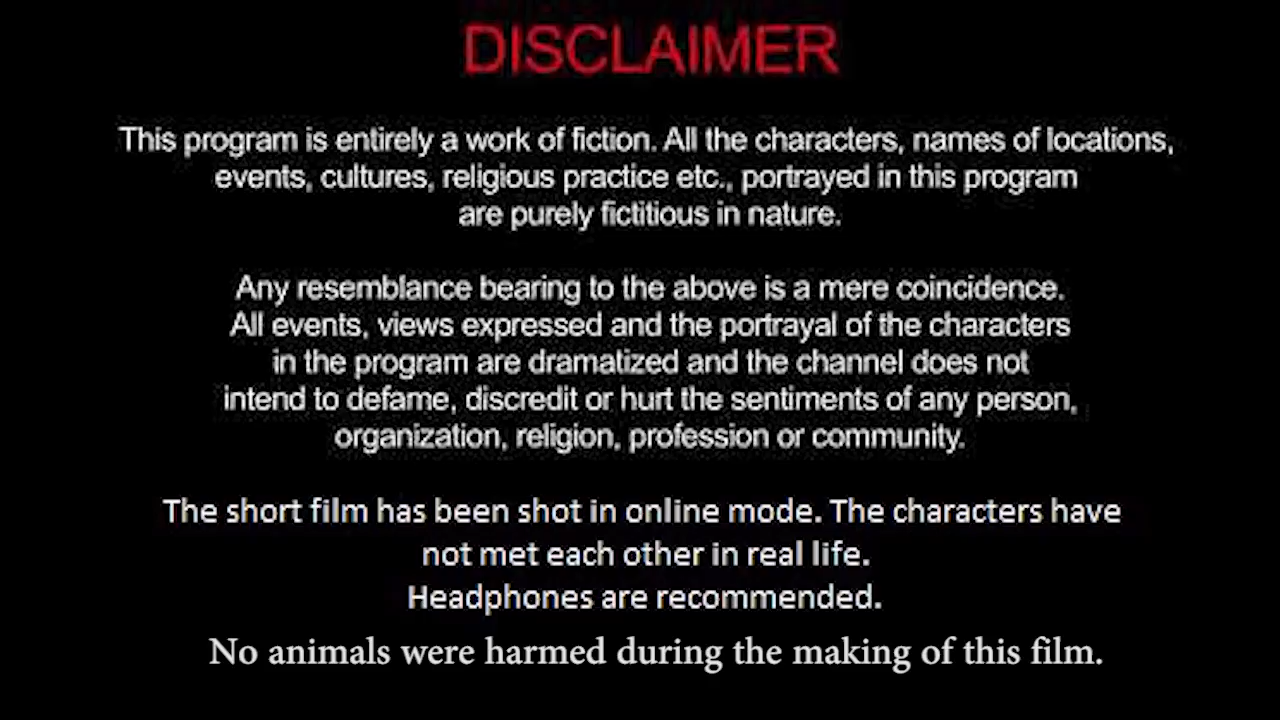 DISCLAIMER
This program is entirely a work of fiction. All the characters, names of locations,
events, cultures, religious practice etc., portrayed in this program
are purely fictitious in nature.
Any resemblance bearing to the above is a mere coincidence.
All events, views expressed and the portrayal of the characters
in the program are dramatized and the channel does not
intend to defame, discredit or hurt the sentiments of any person,
organization, religion, profession or community.
The short film has been shot in online mode. The characters have
not met each other in real life.
Headphones are recommended.
No animals were harmed during the making of this film.